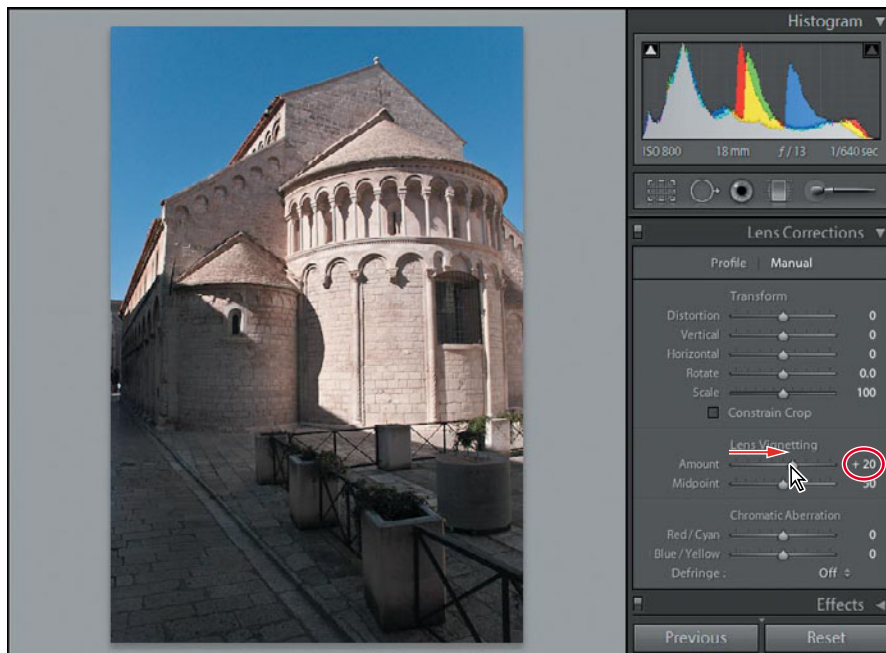 Histogram
ISO 800 18 mm ƒ / 13 1/640 sec
Lens Corrections
Profile Manual
Transform
Distortion 0
Vertical 0
Horizontal 0
Rotate 0.0
Scale 100
Constrain Crop
Lens Vignetting
Amount + 20
Midpoint 50
Chromatic Aberration
Red / Cyan 0
Blue / Yellow 0
Defringe : Off
Effects
Previous Reset